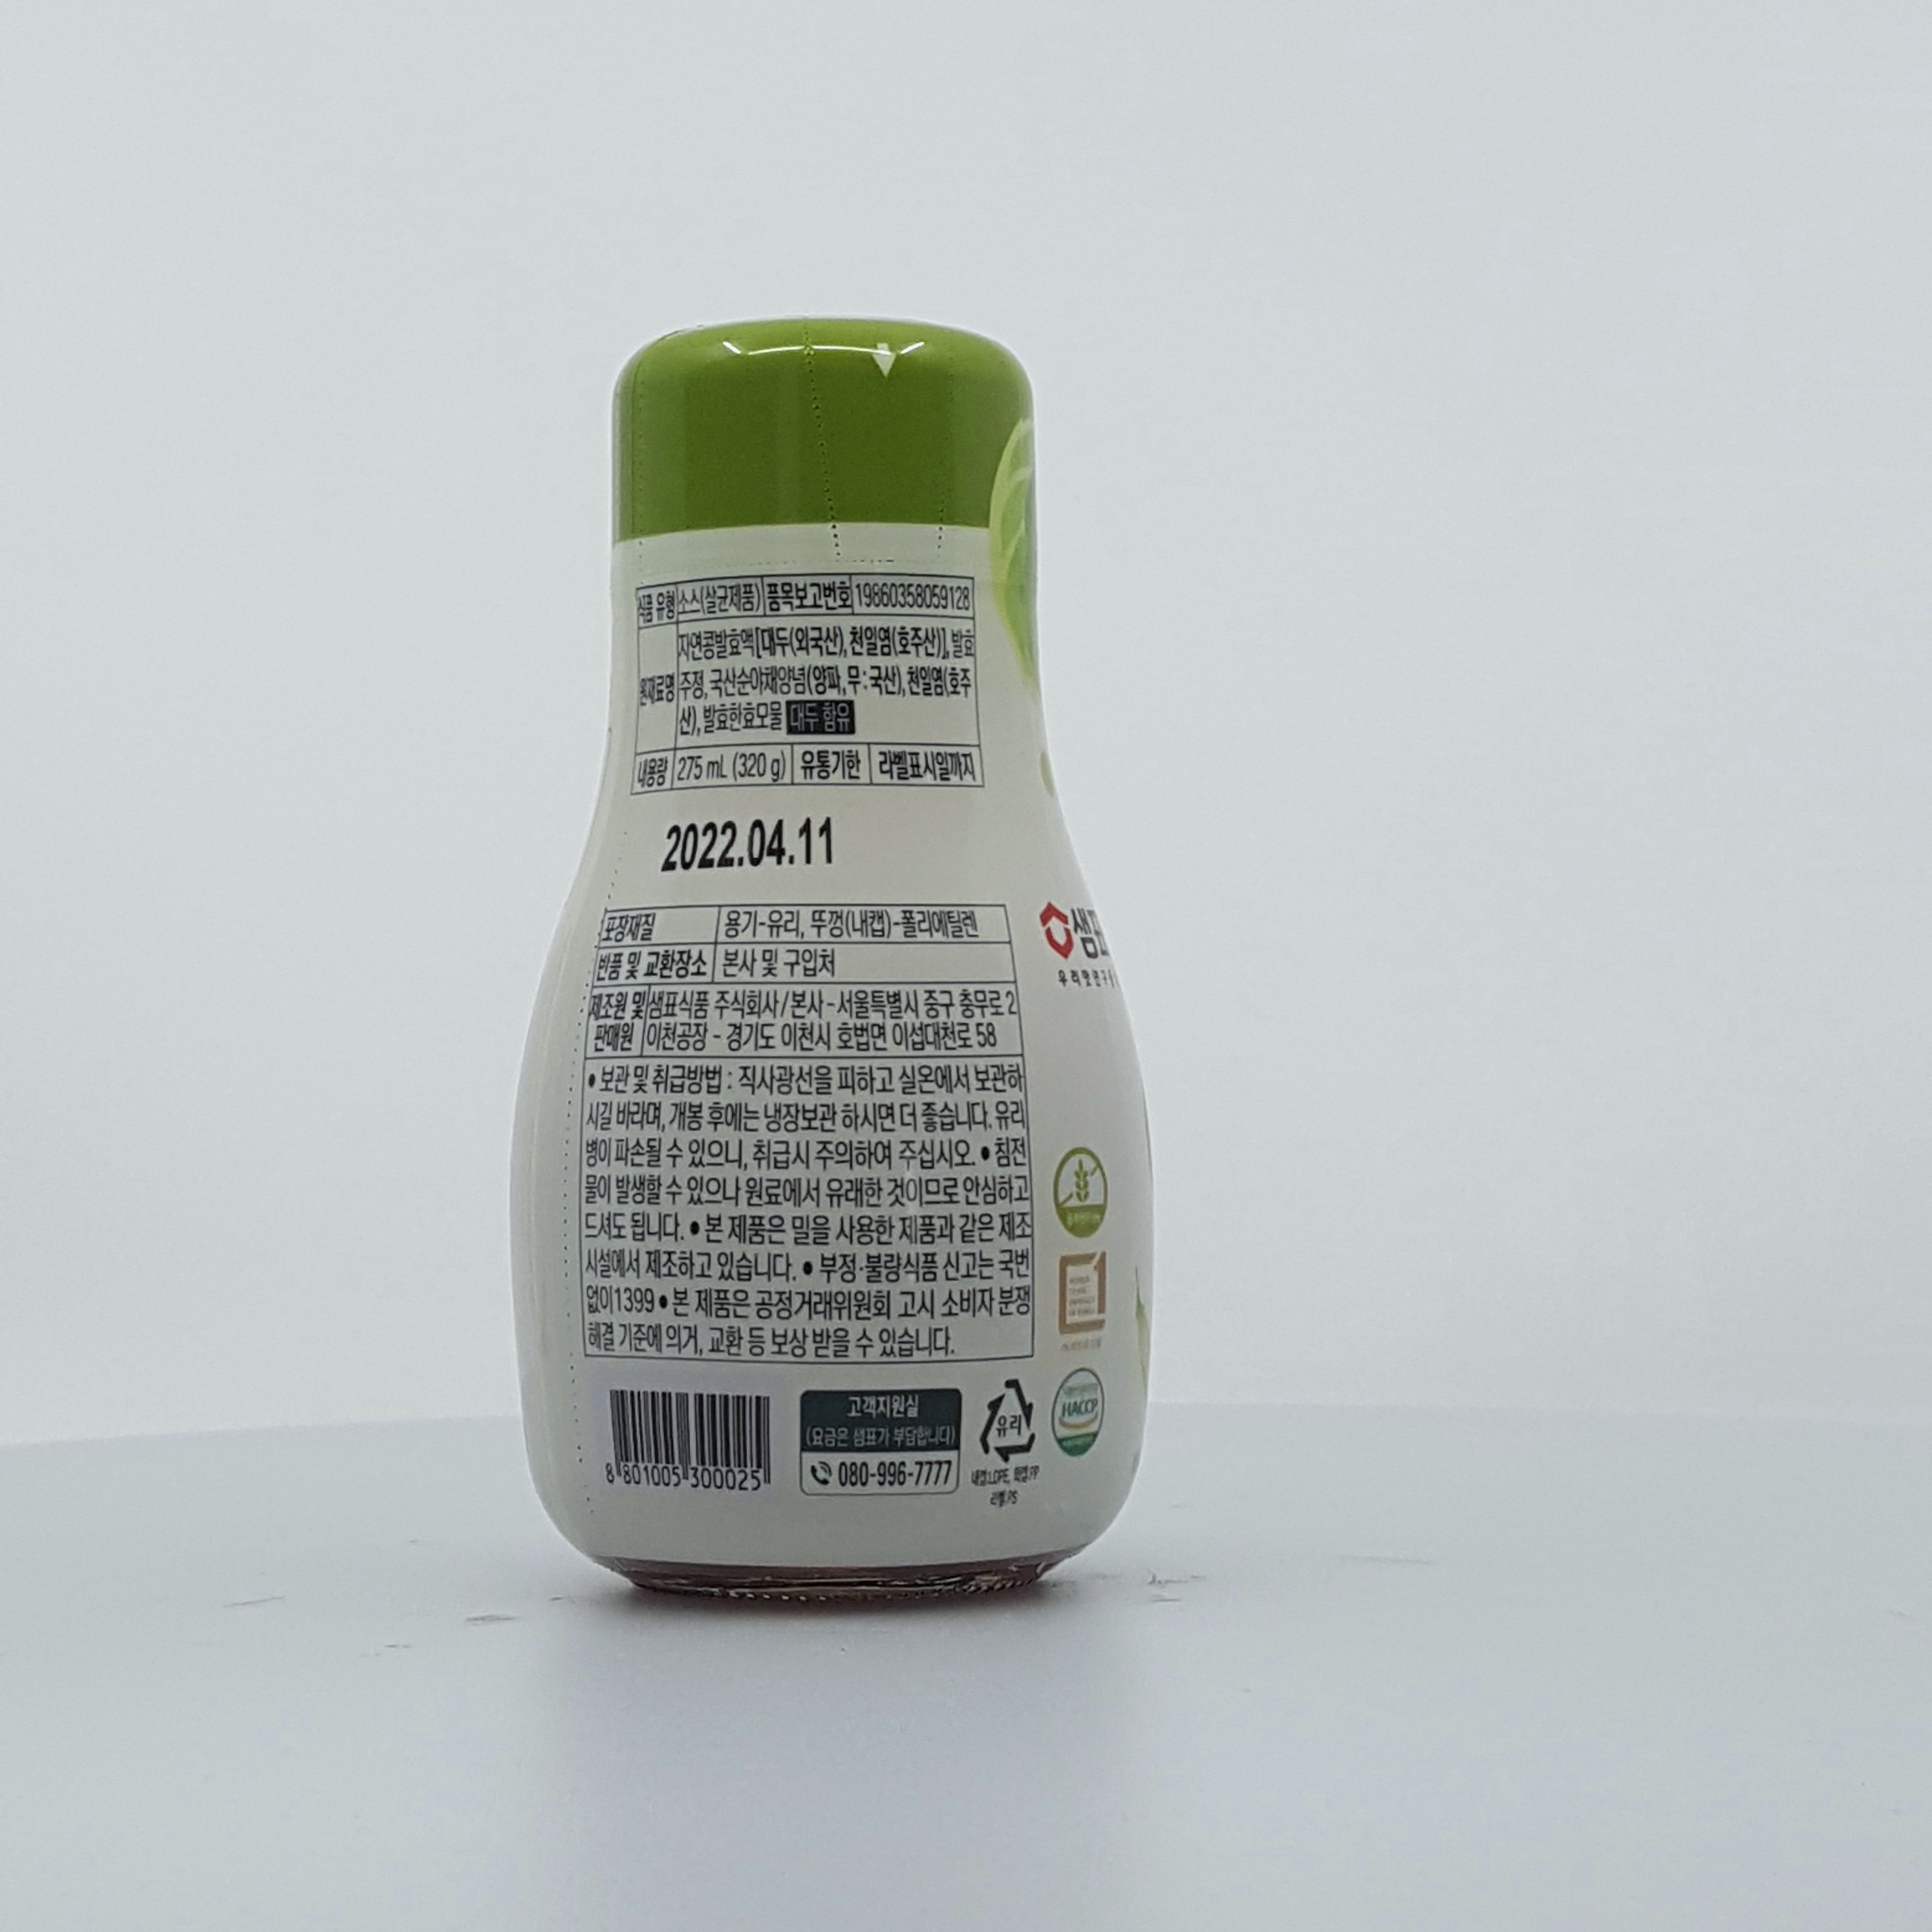 식품 유형 소스(살균제품) 품목보고번호 19860358059128
원재료명 자연콩발효액[대두(외국산), 천일염(호주산)], 발효
주정, 국산순야채양념(양파, 무:국산), 천일염(호주
산), 발효한효모물 대두 함유
내용량 275 mL (320 g) 유통기한 라벨표시일까지
2022.04.11
포장재질 용기-유리, 뚜껑(내캡)-폴리에틸렌
반품 및 교환장소 본사 및 구입처
제조원 및 샘표식품 주식회사/본사-서울특별시 중구 충무로 2
판매원 이천공장 - 경기도 이천시 호법면 이섭대천로 58
• 보관 및 취급방법 : 직사광선을 피하고 실온에서 보관하
시길 바라며, 개봉 후에는 냉장보관 하시면 더 좋습니다. 유리
병이 파손될 수 있으니, 취급시 주의하여 주십시오. • 침전
물이 발생할 수 있으나 원료에서 유래한 것이므로 안심하고
드셔도 됩니다. • 본 제품은 밀을 사용한 제품과 같은 제조
시설에서 제조하고 있습니다. • 부정·불량식품 신고는 국번
없이1399 • 본 제품은 공정거래위원회 고시 소비자 분쟁
해결 기준에 의거, 교환 등 보상 받을 수 있습니다.
8 801005 300025
고객지원실
(요금은 샘표가 부담합니다)
080-996-7777
유리
내캡:LDPE, 외캡:PP
라벨:PS
샘표
우리맛연구중
HACCP